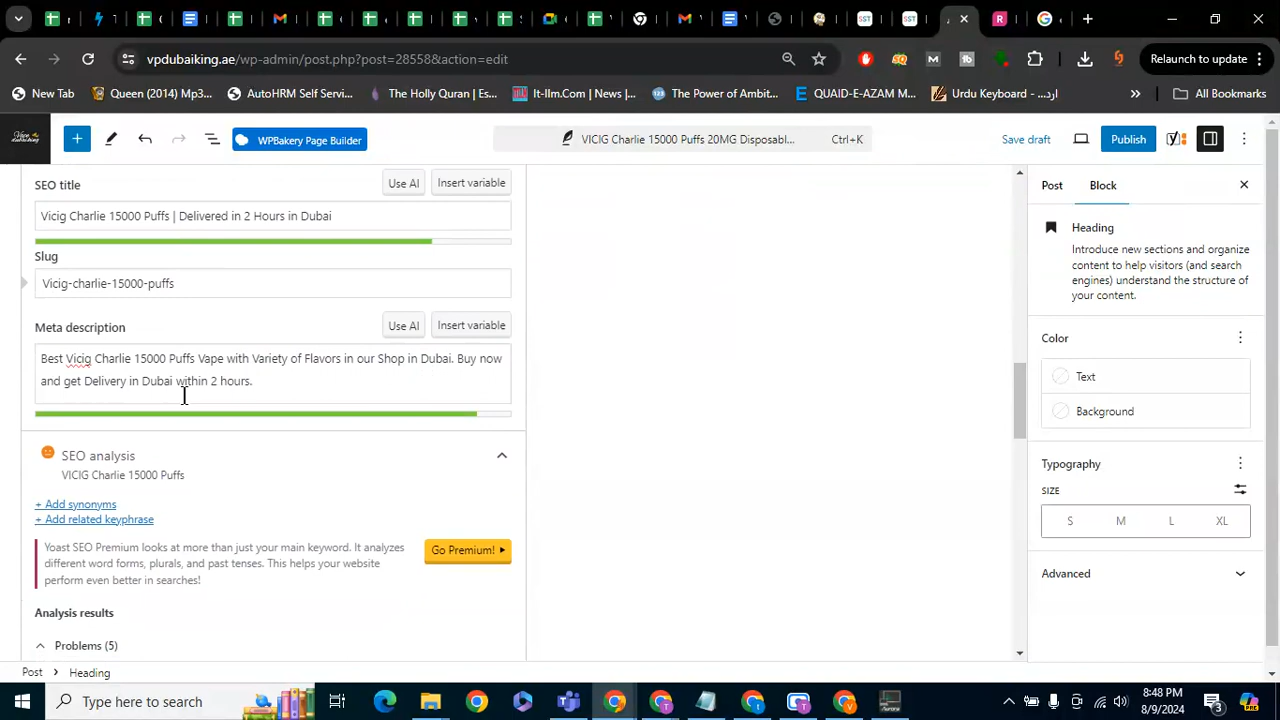 vprdubaiking.ae/wp-admin/post.php?post=28558&action=edit
Relaunch to update
New Tab
Queen (2014) Mp3...
AutoHRM Self Servi...
The Holly Quran | Es...
It-Ilm.Com | News |...
The Power of Ambit...
QUAID-E-AZAM M...
Urdu Keyboard - ارد...
All Bookmarks
WPBakery Page Builder
VICIG Charlie 15000 Puffs 20MG Disposabl...
Ctrl+K
Save draft
Publish
SEO title
Use AI
Insert variable
Vicig Charlie 15000 Puffs | Delivered in 2 Hours in Dubai
Slug
Vicig-charlie-15000-puffs
Meta description
Use AI
Insert variable
Best Vicig Charlie 15000 Puffs Vape with Variety of Flavors in our Shop in Dubai. Buy now
and get Delivery in Dubai within 2 hours.
SEO analysis
VICIG Charlie 15000 Puffs
+ Add synonyms
+ Add related keyphrase
Yoast SEO Premium looks at more than just your main keyword. It analyzes
different word forms, plurals, and past tenses. This helps your website
perform even better in searches!
Go Premium!
Analysis results
Problems (5)
Post
Block
Heading
Introduce new sections and organize
content to help visitors (and search
engines) understand the structure of
your content.
Color
Text
Background
Typography
SIZE
S
M
L
XL
Advanced
Post
Heading
Type here to search
8:48 PM
8/9/2024
3